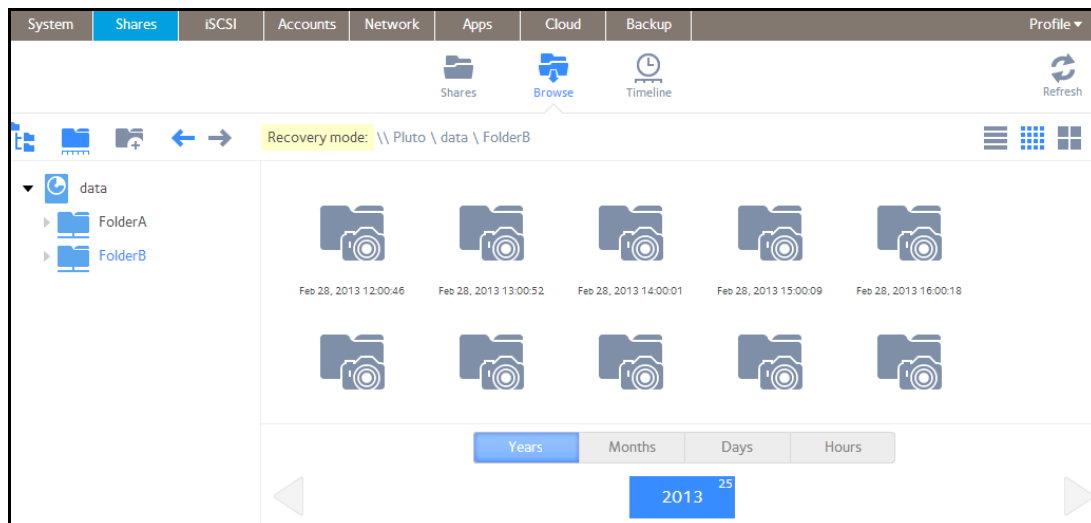 System Shares iSCSI Accounts Network Apps Cloud Backup Profile
Shares Browse Timeline Refresh
Recovery mode: \\ Pluto \ data \ FolderB
data
FolderA
FolderB
Feb 28, 2013 12:00:46 Feb 28, 2013 13:00:52 Feb 28, 2013 14:00:01 Feb 28, 2013 15:00:09 Feb 28, 2013 16:00:18
Years Months Days Hours
2013 25